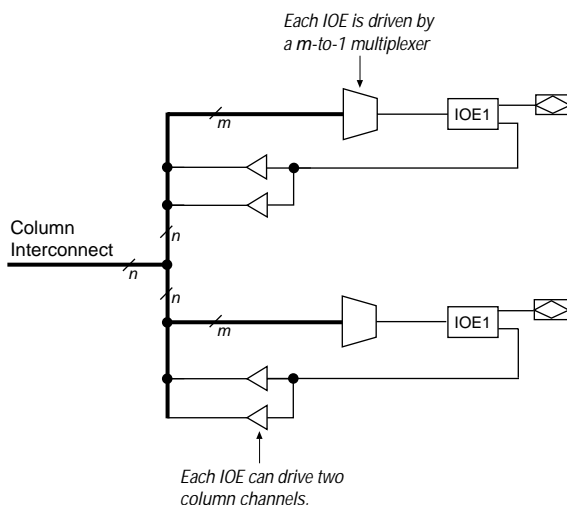 Each IOE is driven by
a m-to-1 multiplexer
m
IOE1
Column
Interconnect
n
n
n
m
IOE1
Each IOE can drive two
column channels.